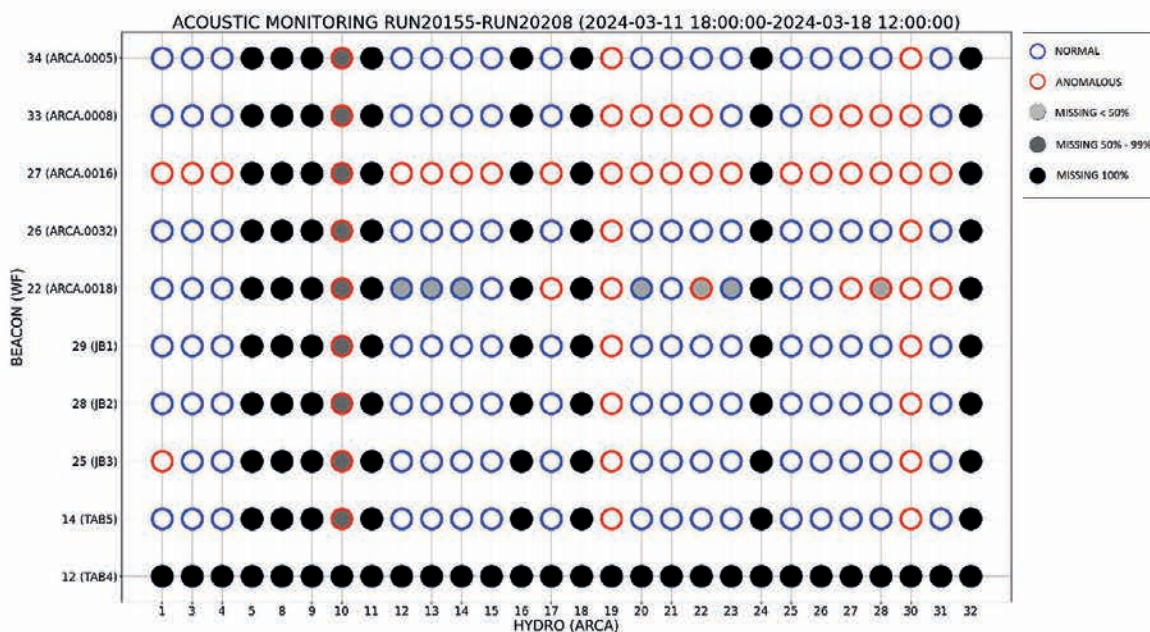 ACOUSTIC MONITORING RUN20155-RUN20208 (2024-03-11 18:00:00-2024-03-18 12:00:00)
34 (ARCA.0005)
33 (ARCA.0008)
27 (ARCA.0016)
26 (ARCA.0032)
22 (ARCA.0018)
29 (JB1)
28 (JB2)
25 (JB3)
14 (TAB5)
12 (TAB4)
BEACON (WF)
1 3 4 5 8 9 10 11 12 13 14 15 16 17 18 19 20 21 22 23 24 25 26 27 28 30 31 32
HYDRO (ARCA)
NORMAL
ANOMALOUS
MISSING < 50%
MISSING 50% - 99%
MISSING 100%